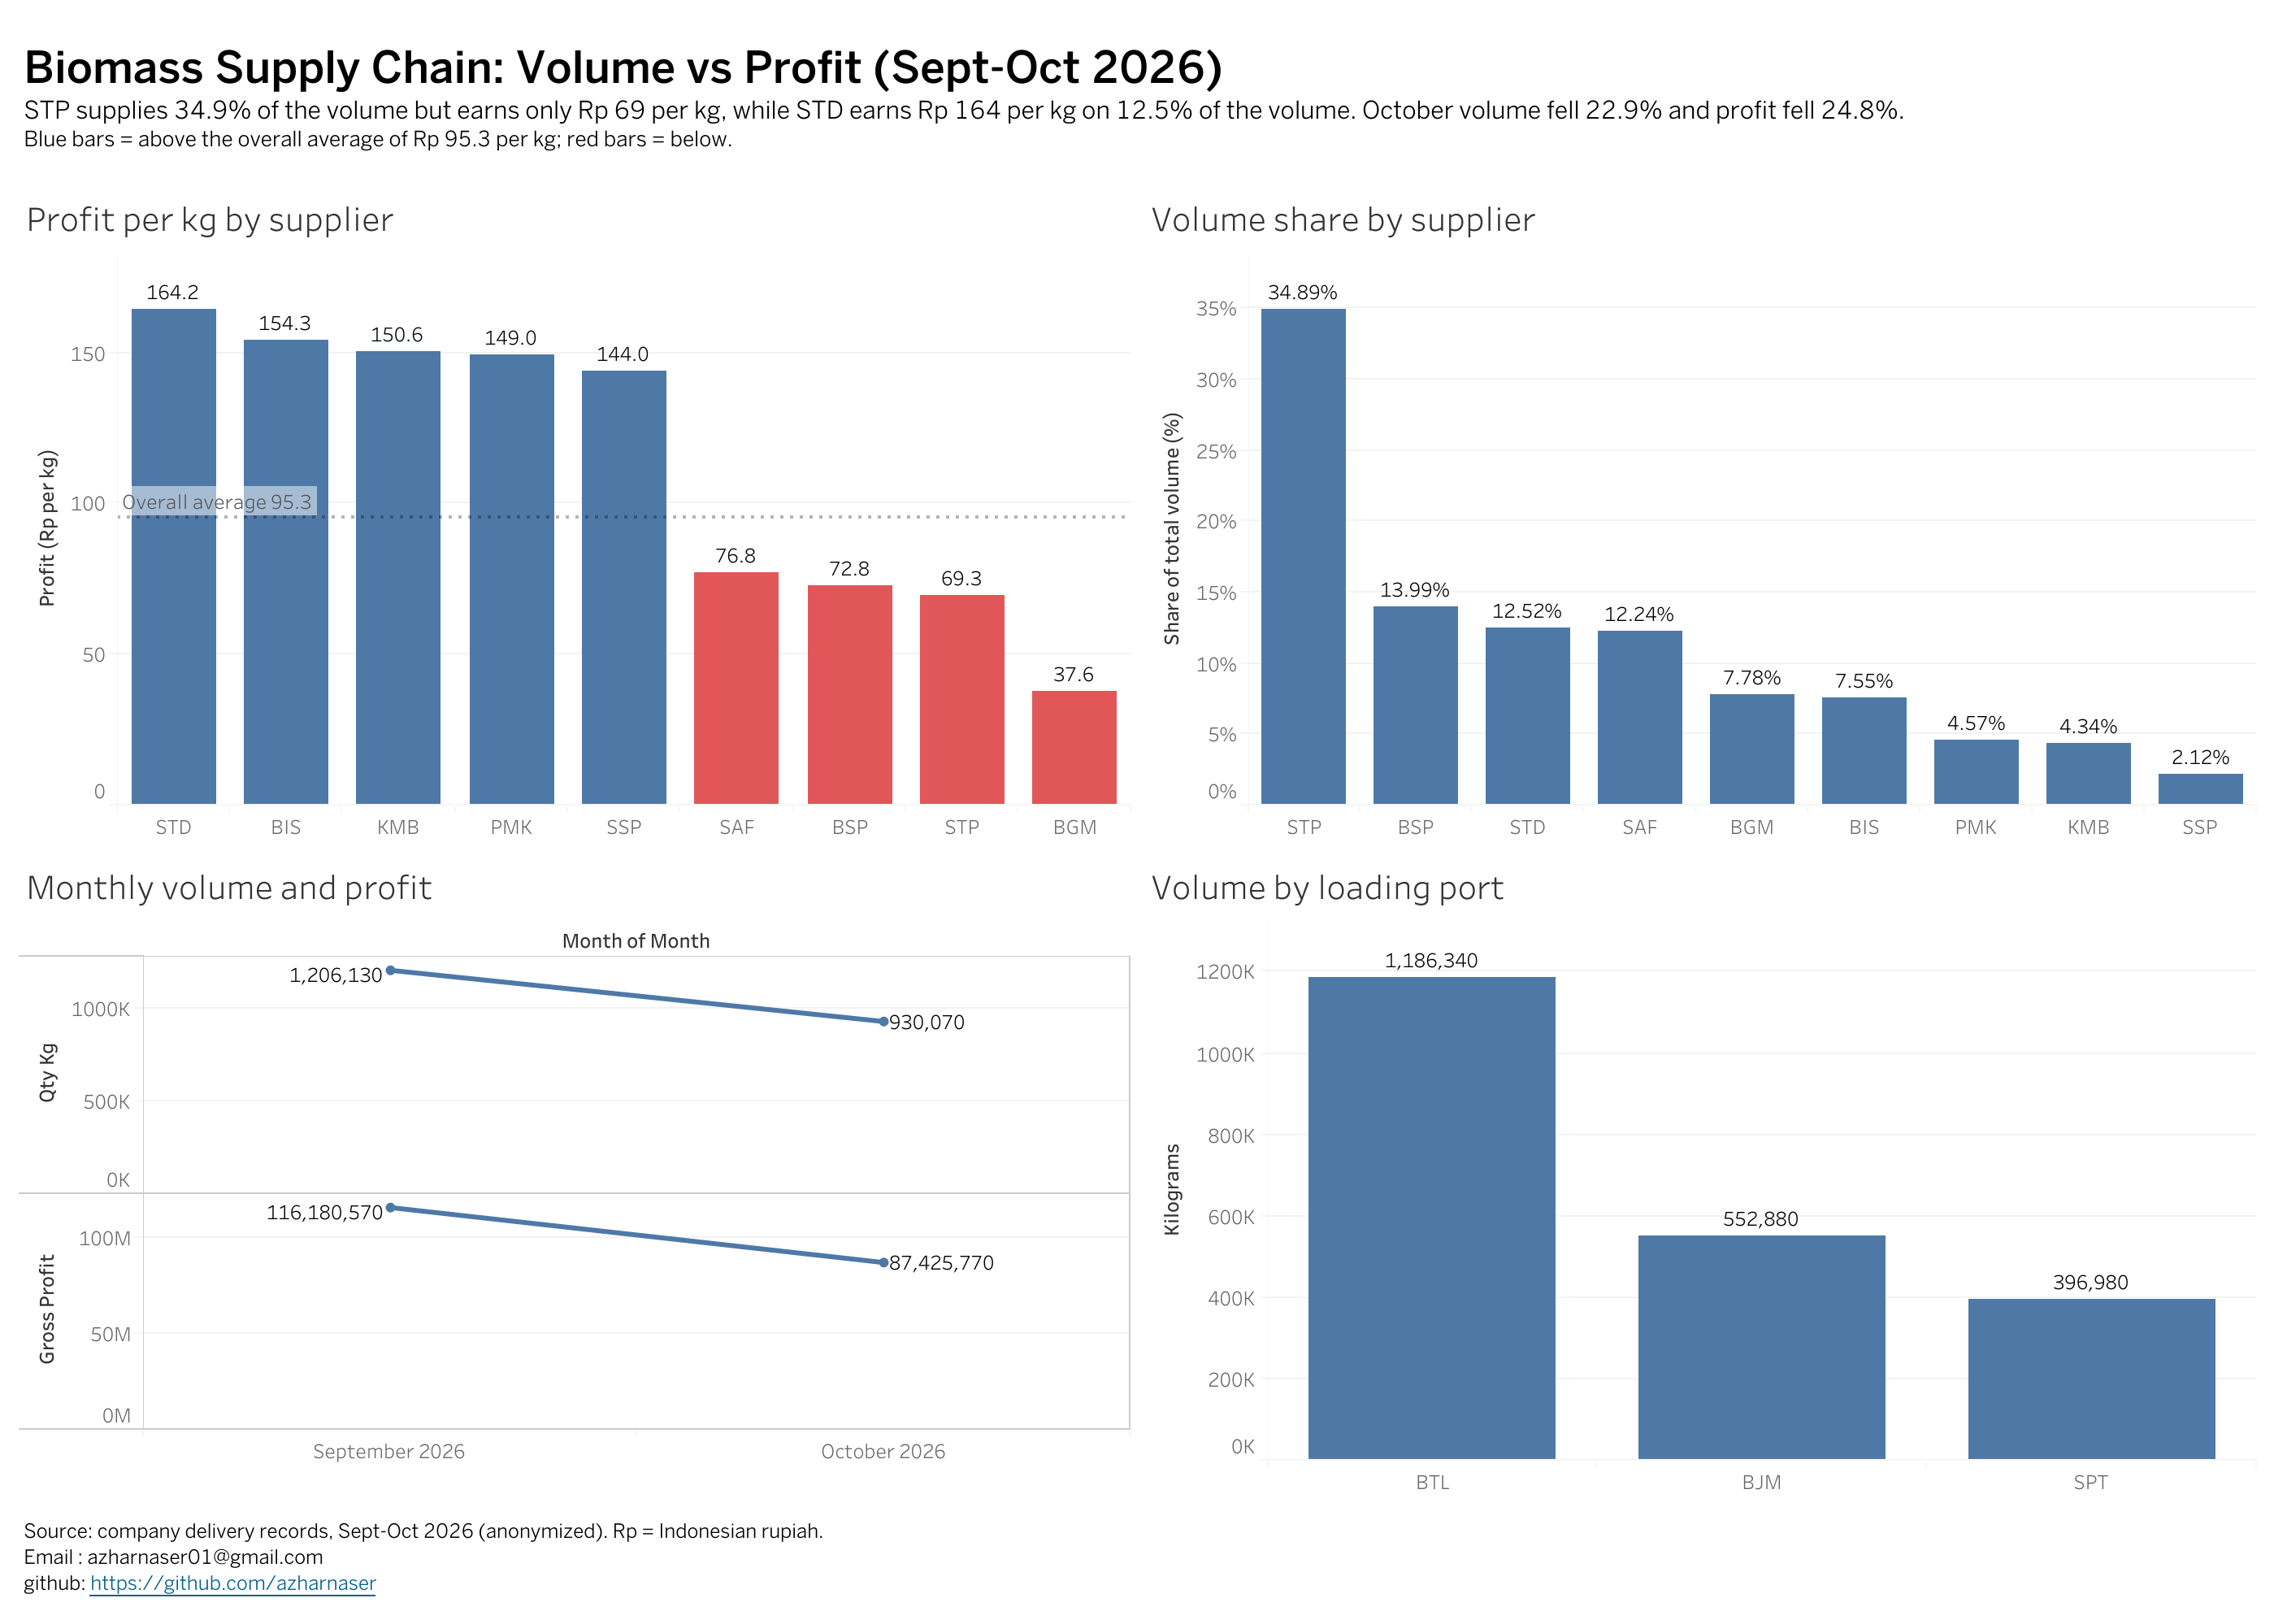 Biomass Supply Chain: Volume vs Profit (Sept-Oct 2026)
STP supplies 34.9% of the volume but earns only Rp 69 per kg, while STD earns Rp 164 per kg on 12.5% of the volume. October volume fell 22.9% and profit fell 24.8%.
Blue bars = above the overall average of Rp 95.3 per kg; red bars = below.
Profit per kg by supplier
Profit (Rp per kg)
150
100
50
0
164.2
154.3
150.6
149.0
144.0
76.8
72.8
69.3
37.6
Overall average 95.3
STD
BIS
KMB
PMK
SSP
SAF
BSP
STP
BGM
Volume share by supplier
Share of total volume (%)
35%
30%
25%
20%
15%
10%
5%
0%
34.89%
13.99%
12.52%
12.24%
7.78%
7.55%
4.57%
4.34%
2.12%
STP
BSP
STD
SAF
BGM
BIS
PMK
KMB
SSP
Monthly volume and profit
Month of Month
Qty Kg
1000K
500K
0K
1,206,130
930,070
Gross Profit
100M
50M
0M
116,180,570
87,425,770
September 2026
October 2026
Volume by loading port
Kilograms
1200K
1000K
800K
600K
400K
200K
0K
1,186,340
552,880
396,980
BTL
BJM
SPT
Source: company delivery records, Sept-Oct 2026 (anonymized). Rp = Indonesian rupiah.
Email : azharnaser01@gmail.com
github: https://github.com/azharnaser